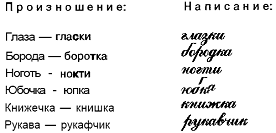 Произношение: Написание:
Глаза — гласки глазки
Борода — боротка бородка
Ноготь - нокти ногти
Юбочка - юпка юбка
Книжечка — книшка книжка
Рукава — рукафчик рукавчик